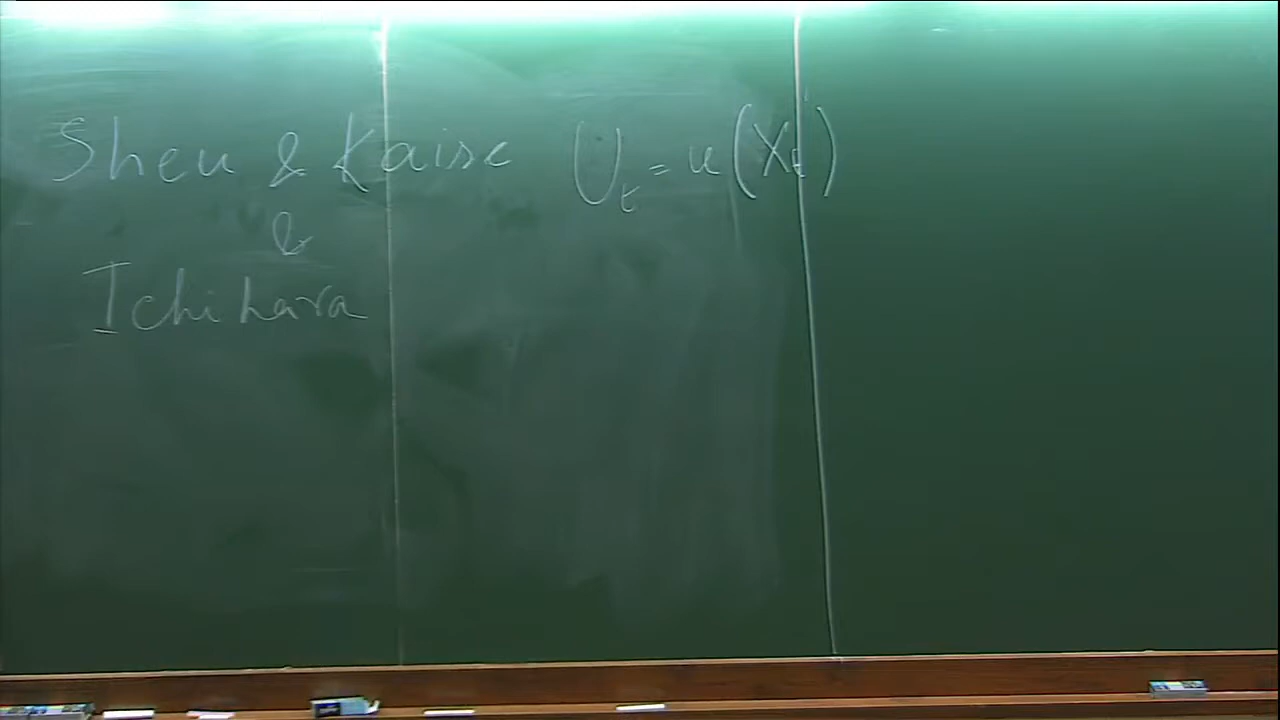 Sheu & Kaise U_t = u(X_t)
&
Ichihara